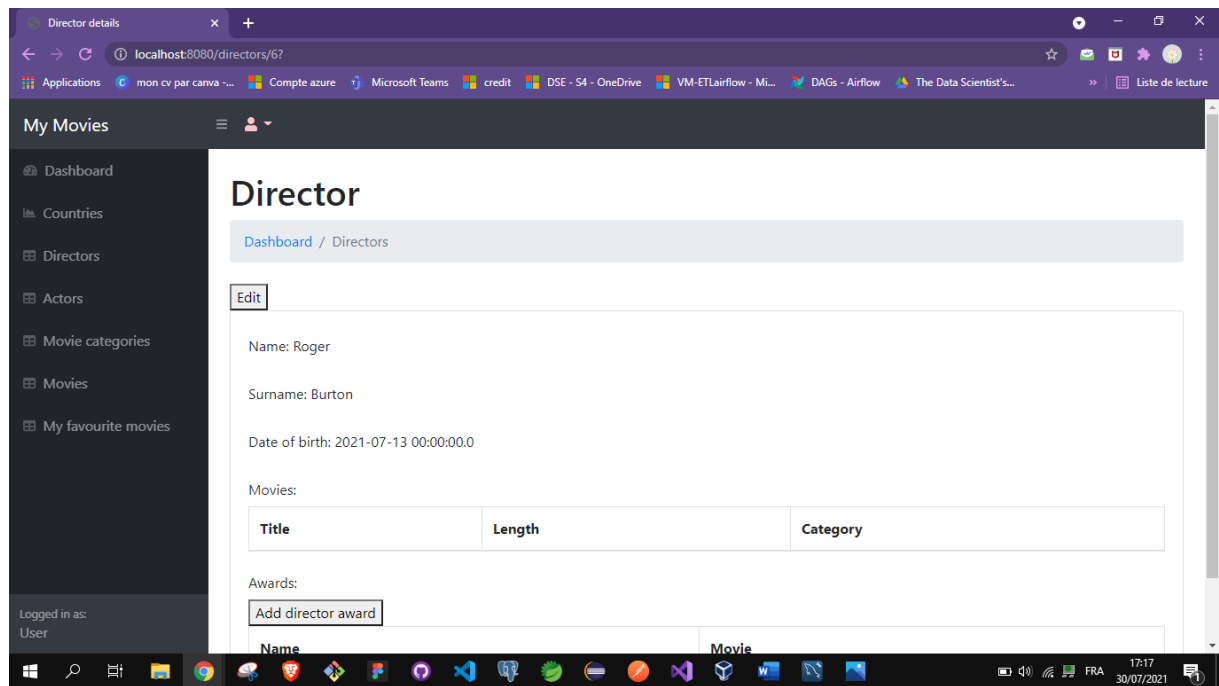 Director details
localhost:8080/directors/6?
Applications
mon cv par canva -...
Compte azure
Microsoft Teams
credit
DSE - S4 - OneDrive
VM-ETLairflow - Mi...
DAGs - Airflow
The Data Scientist's...
»
Liste de lecture
My Movies
Dashboard
Countries
Directors
Actors
Movie categories
Movies
My favourite movies
Logged in as:
User
Director
Dashboard / Directors
Edit
Name: Roger
Surname: Burton
Date of birth: 2021-07-13 00:00:00.0
Movies:
Title Length Category
Awards:
Add director award
Name Movie
FRA
17:17
30/07/2021